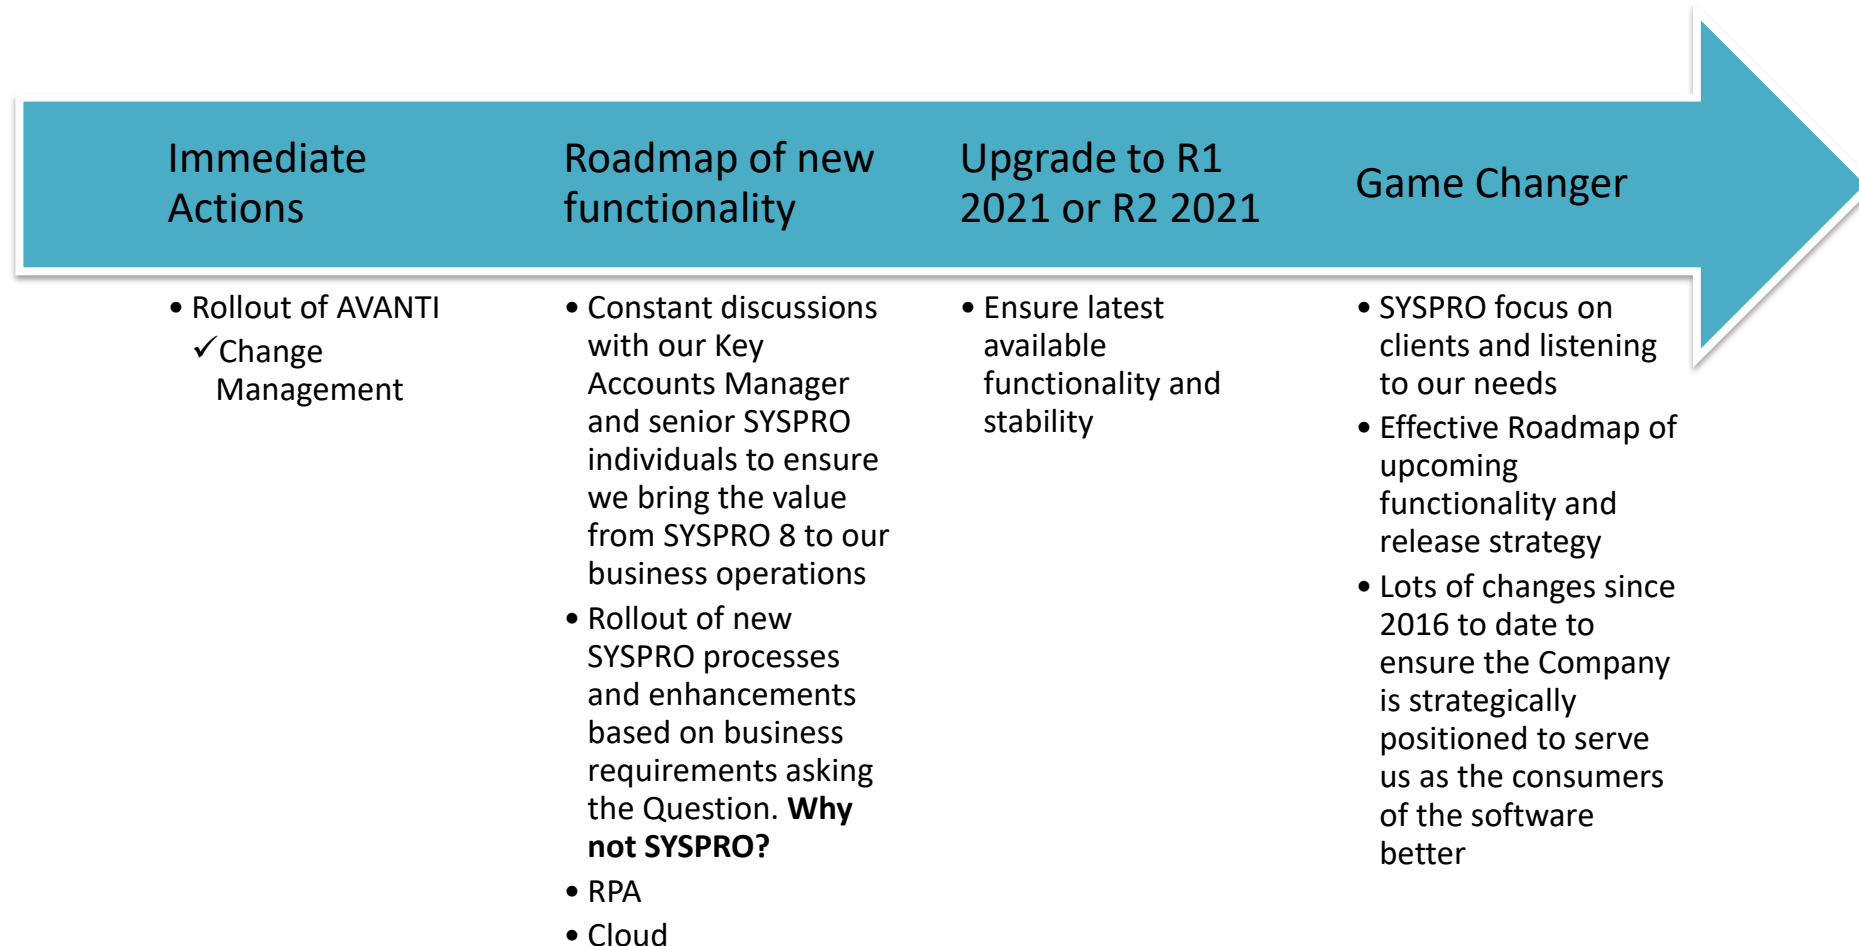 Immediate
Actions
Roadmap of new
functionality
Upgrade to R1
2021 or R2 2021
Game Changer
• Rollout of AVANTI
✓Change
Management
• Constant discussions
with our Key
Accounts Manager
and senior SYSPRO
individuals to ensure
we bring the value
from SYSPRO 8 to our
business operations
• Rollout of new
SYSPRO processes
and enhancements
based on business
requirements asking
the Question. Why
not SYSPRO?
• RPA
• Cloud
• Ensure latest
available
functionality and
stability
• SYSPRO focus on
clients and listening
to our needs
• Effective Roadmap of
upcoming
functionality and
release strategy
• Lots of changes since
2016 to date to
ensure the Company
is strategically
positioned to serve
us as the consumers
of the software
better